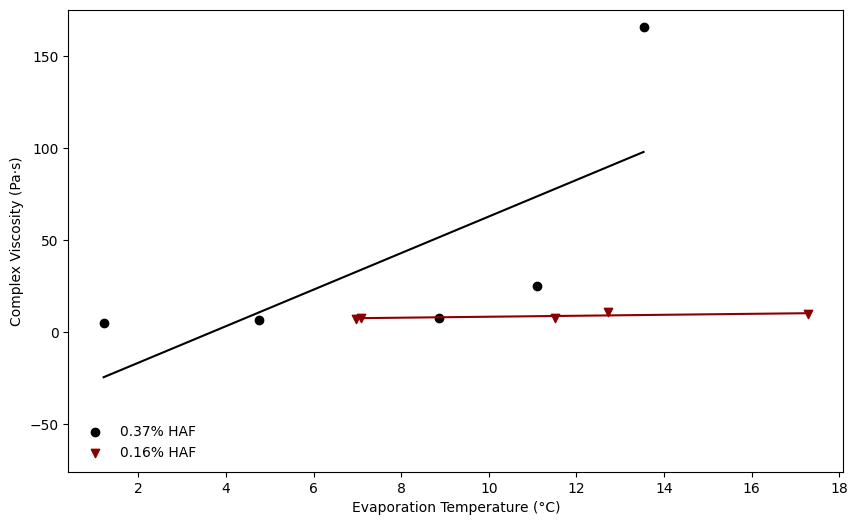 150
100
50
0
−50
2 4 6 8 10 12 14 16 18
Complex Viscosity (Pa·s)
Evaporation Temperature (°C)
0.37% HAF
0.16% HAF